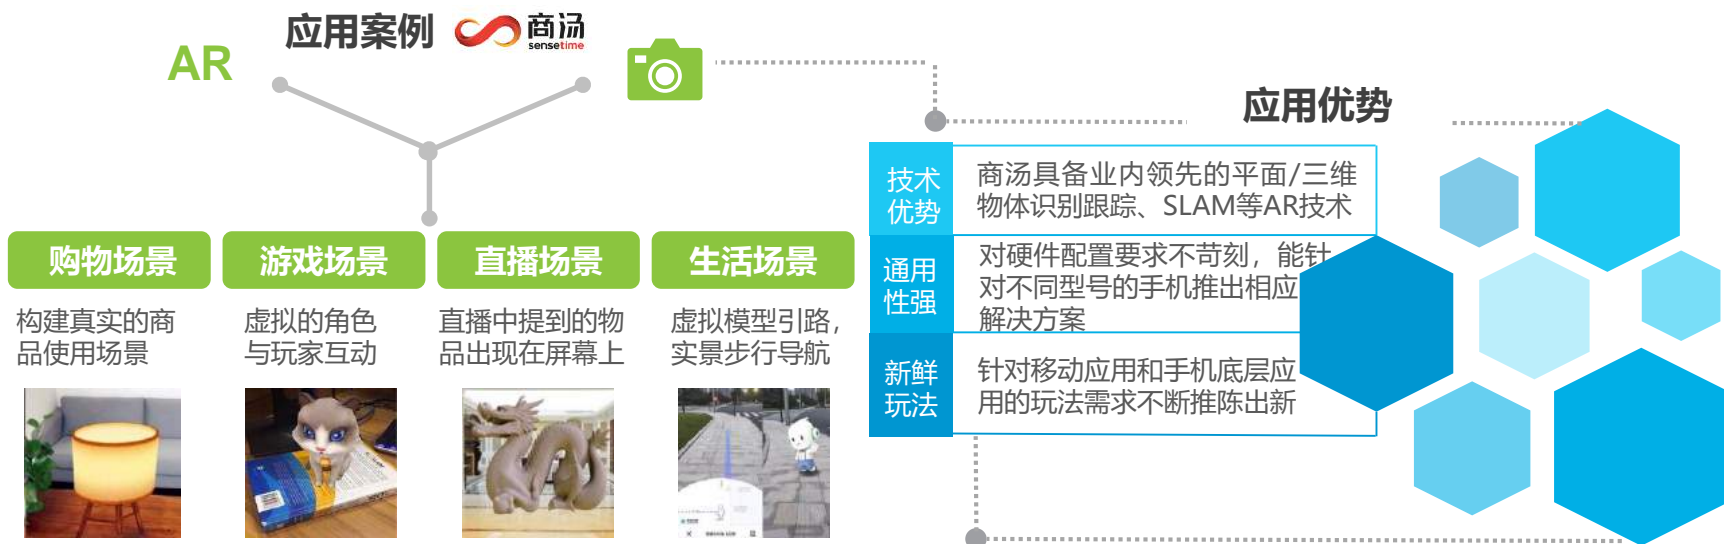 应用案例
商汤
sensetime
AR
购物场景
构建真实的商
品使用场景
游戏场景
虚拟的角色
与玩家互动
直播场景
直播中提到的物
品出现在屏幕上
生活场景
虚拟模型引路，
实景步行导航
应用优势
技术
优势
商汤具备业内领先的平面/三维
物体识别跟踪、SLAM等AR技术
通用
性强
对硬件配置要求不苛刻，能针
对不同型号的手机推出相应
解决方案
新鲜
玩法
针对移动应用和手机底层应
用的玩法需求不断推陈出新